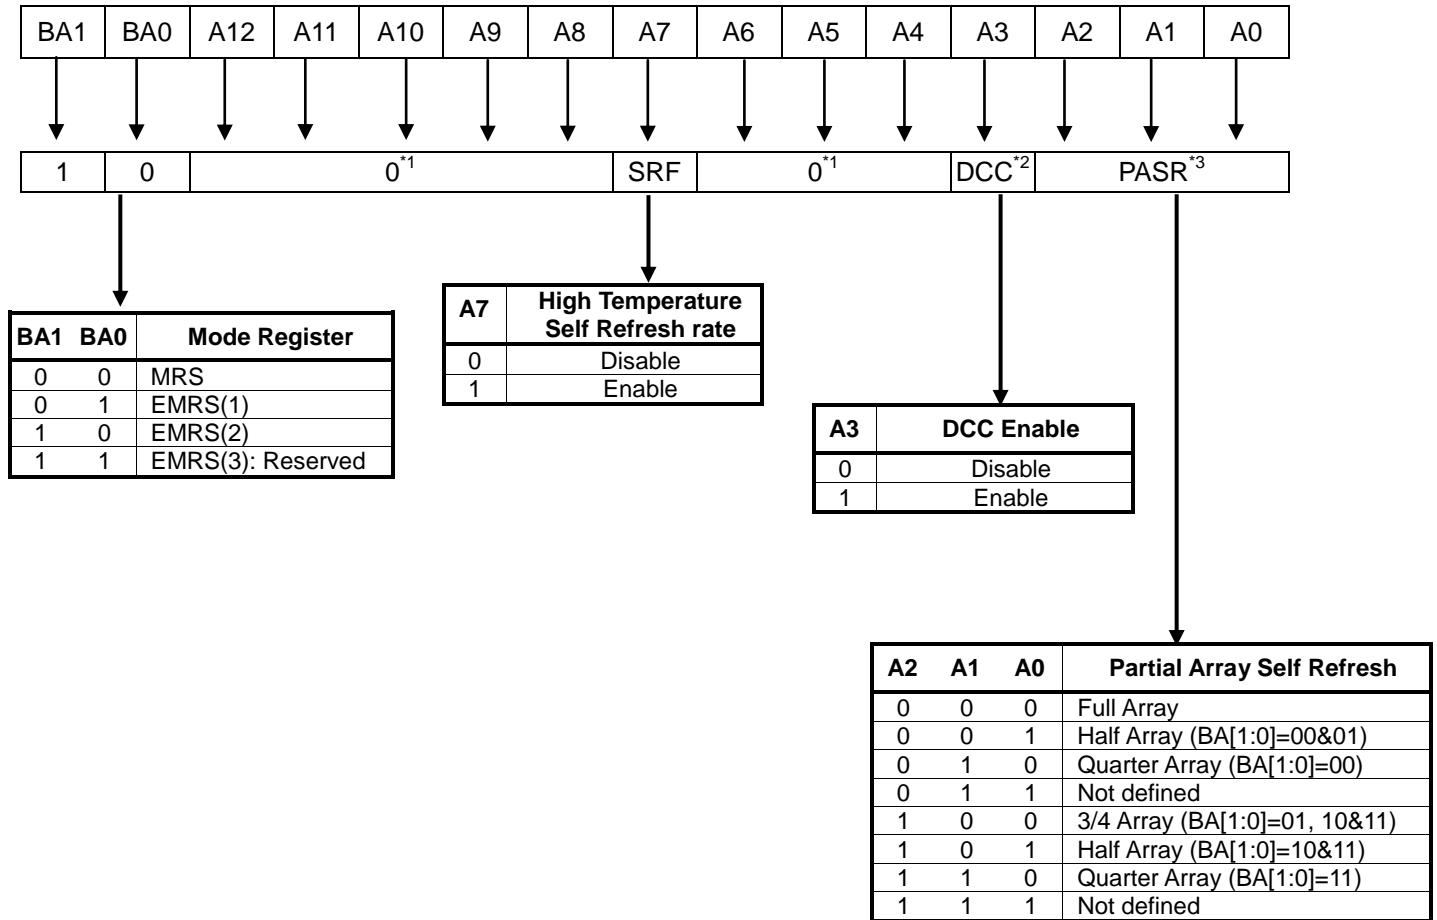 BA1 BA0 A12 A11 A10 A9 A8 A7 A6 A5 A4 A3 A2 A1 A0
1 0 0*1 SRF 0*1 DCC*2 PASR*3
BA1 BA0 Mode Register
0 0 MRS
0 1 EMRS(1)
1 0 EMRS(2)
1 1 EMRS(3): Reserved
A7 High Temperature
Self Refresh rate
0 Disable
1 Enable
A3 DCC Enable
0 Disable
1 Enable
A2 A1 A0 Partial Array Self Refresh
0 0 0 Full Array
0 0 1 Half Array (BA[1:0]=00&01)
0 1 0 Quarter Array (BA[1:0]=00)
0 1 1 Not defined
1 0 0 3/4 Array (BA[1:0]=01, 10&11)
1 0 1 Half Array (BA[1:0]=10&11)
1 1 0 Quarter Array (BA[1:0]=11)
1 1 1 Not defined